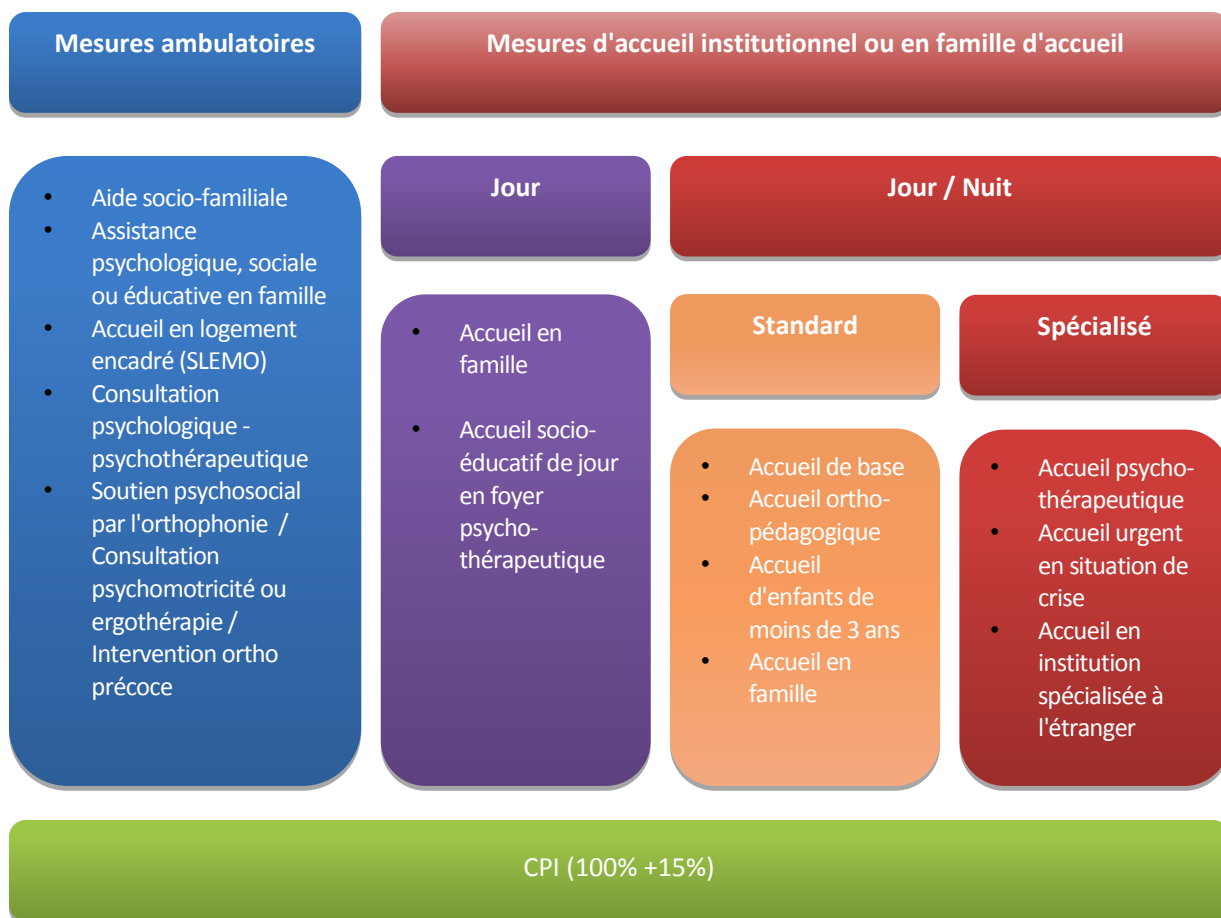 Mesures ambulatoires
Mesures d'accueil institutionnel ou en famille d'accueil
• Aide socio-familiale
• Assistance
psychologique, sociale
ou éducative en famille
• Accueil en logement
encadré (SLEMO)
• Consultation
psychologique -
psychothérapeutique
• Soutien psychosocial
par l'orthophonie /
Consultation
psychomotricité ou
ergothérapie /
Intervention ortho
précoce
Jour
• Accueil en
famille
• Accueil socio-
éducatif de jour
en foyer
psycho-
thérapeutique
Jour / Nuit
Standard
• Accueil de base
• Accueil ortho-
pédagogique
• Accueil
d'enfants de
moins de 3 ans
• Accueil en
famille
Spécialisé
• Accueil psycho-
thérapeutique
• Accueil urgent
en situation de
crise
• Accueil en
institution
spécialisée à
l'étranger
CPI (100% +15%)